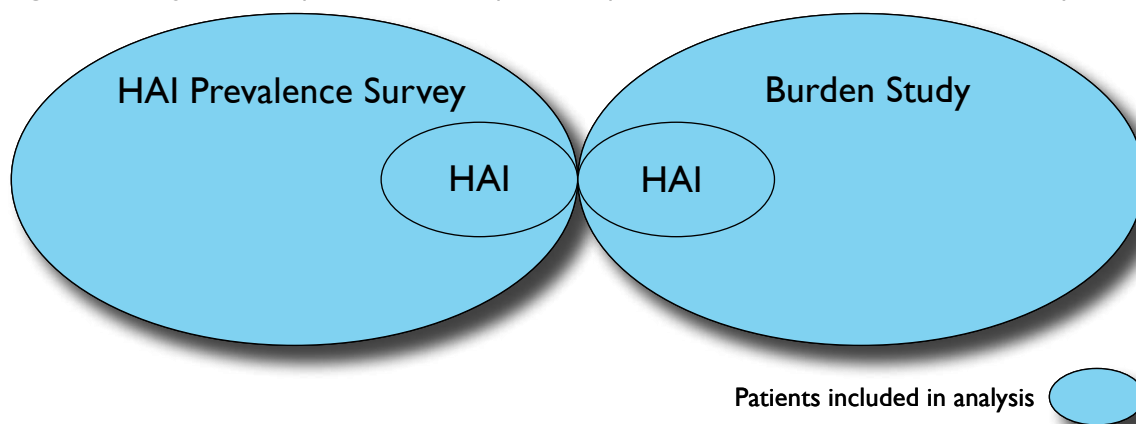 HAI Prevalence Survey
Burden Study
HAI
HAI
Patients included in analysis